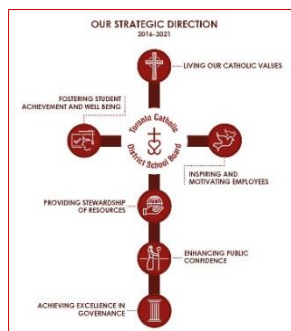 OUR STRATEGIC DIRECTION
2016-2021
LIVING OUR CATHOLIC VALUES
FOSTERING STUDENT
ACHIEVEMENT AND WELL BEING
Toronto Catholic
District School Board
INSPIRING AND
MOTIVATING EMPLOYEES
PROVIDING STEWARDSHIP
OF RESOURCES
ENHANCING PUBLIC
CONFIDENCE
ACHIEVING EXCELLENCE IN
GOVERNANCE